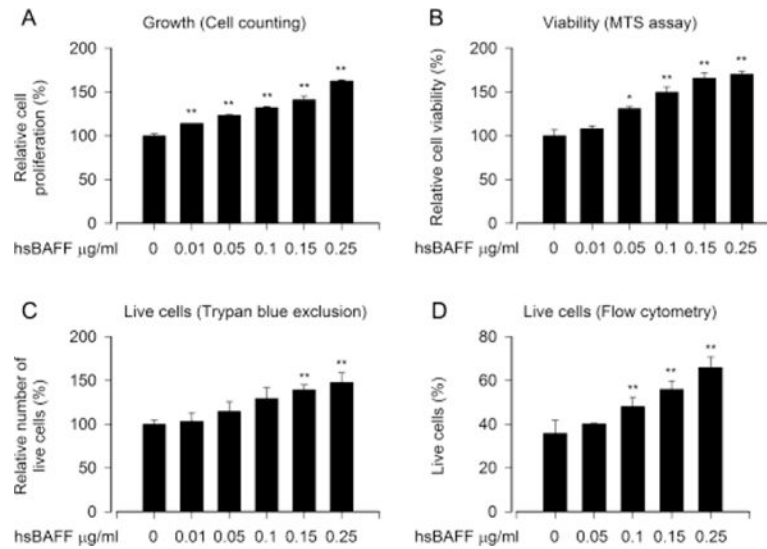 A
Growth (Cell counting)
Relative cell
proliferation (%)
200
150
100
50
0
** ** ** ** **
hsBAFF μg/ml 0 0.01 0.05 0.1 0.15 0.25
B
Viability (MTS assay)
Relative cell viability (%)
200
150
100
50
0
* ** ** **
hsBAFF μg/ml 0 0.01 0.05 0.1 0.15 0.25
C
Live cells (Trypan blue exclusion)
Relative number of
live cells (%)
200
150
100
50
0
** **
hsBAFF μg/ml 0 0.01 0.05 0.1 0.15 0.25
D
Live cells (Flow cytometry)
Live cells (%)
80
60
40
20
0
** ** **
hsBAFF μg/ml 0 0.05 0.1 0.15 0.25